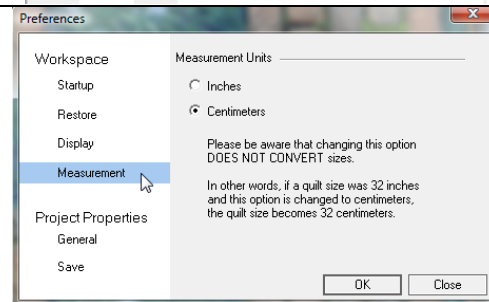 Preferences
Workspace
Startup
Restore
Display
Measurement
Project Properties
General
Save
Measurement Units
Inches
Centimeters
Please be aware that changing this option
DOES NOT CONVERT sizes.
In other words, if a quilt size was 32 inches
and this option is changed to centimeters,
the quilt size becomes 32 centimeters.
OK
Close